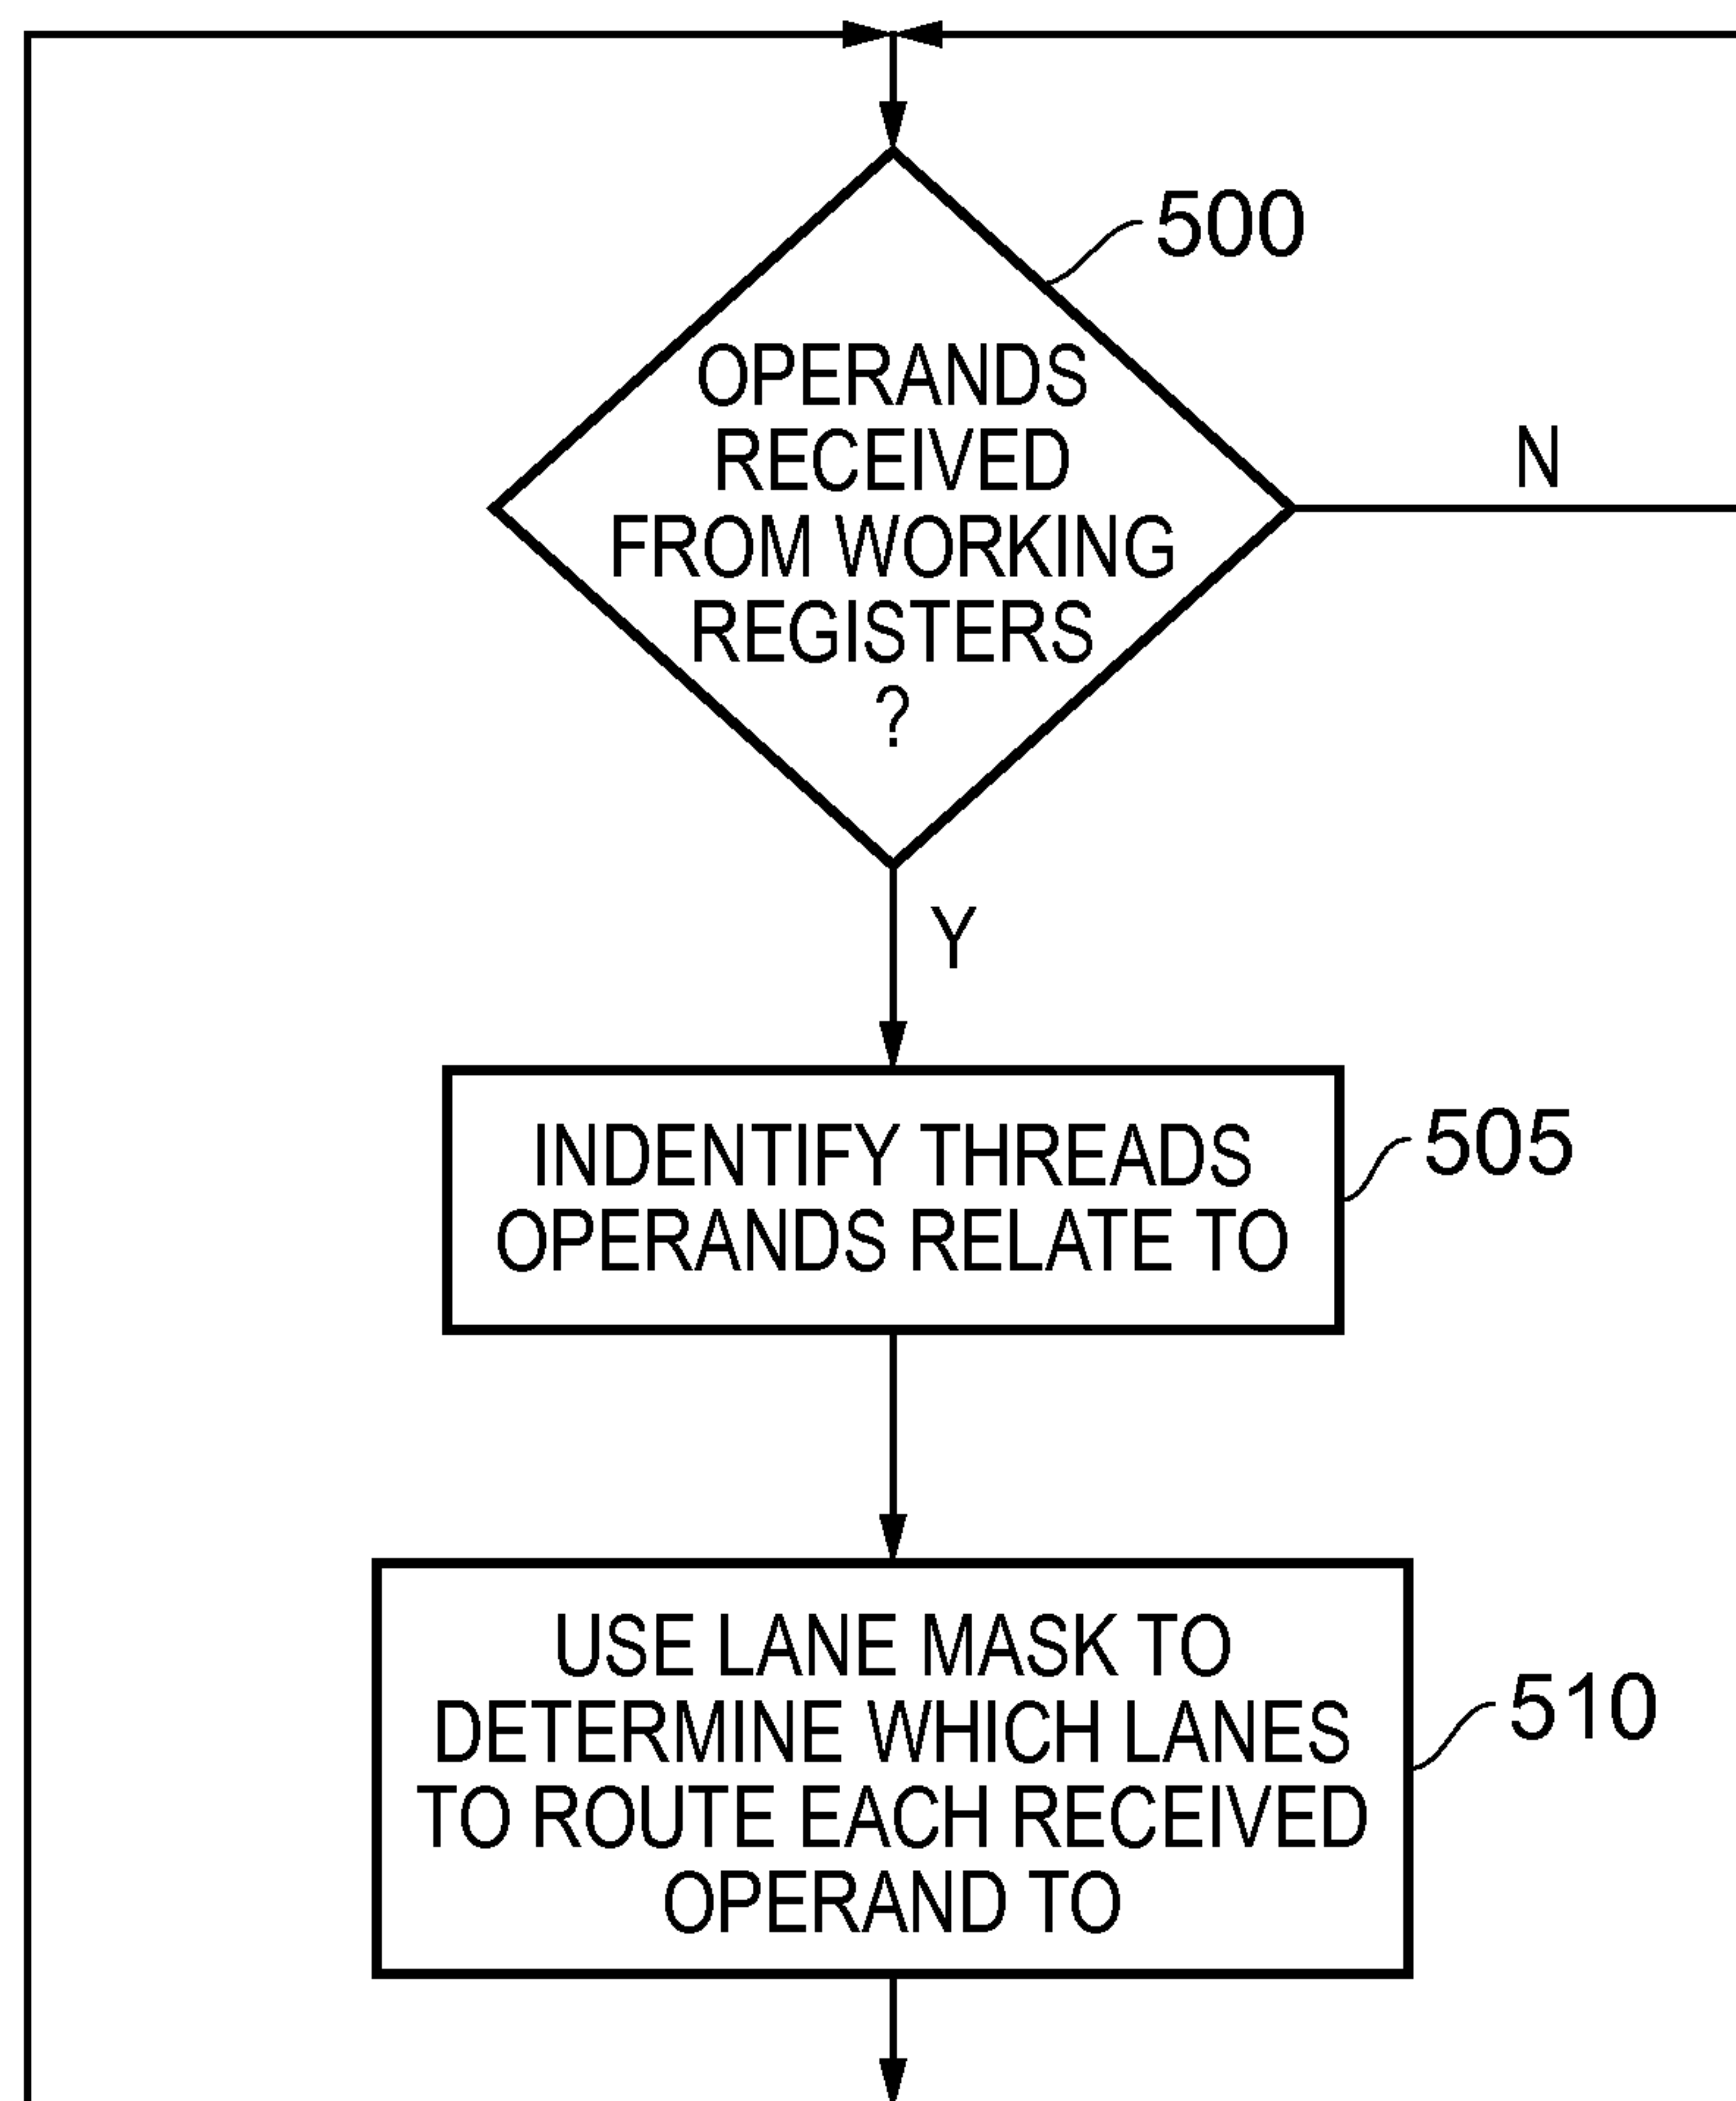 500
OPERANDS
RECEIVED
FROM WORKING
REGISTERS
?
N
Y
INDENTIFY THREADS
OPERANDS RELATE TO
505
USE LANE MASK TO
DETERMINE WHICH LANES
TO ROUTE EACH RECEIVED
OPERAND TO
510